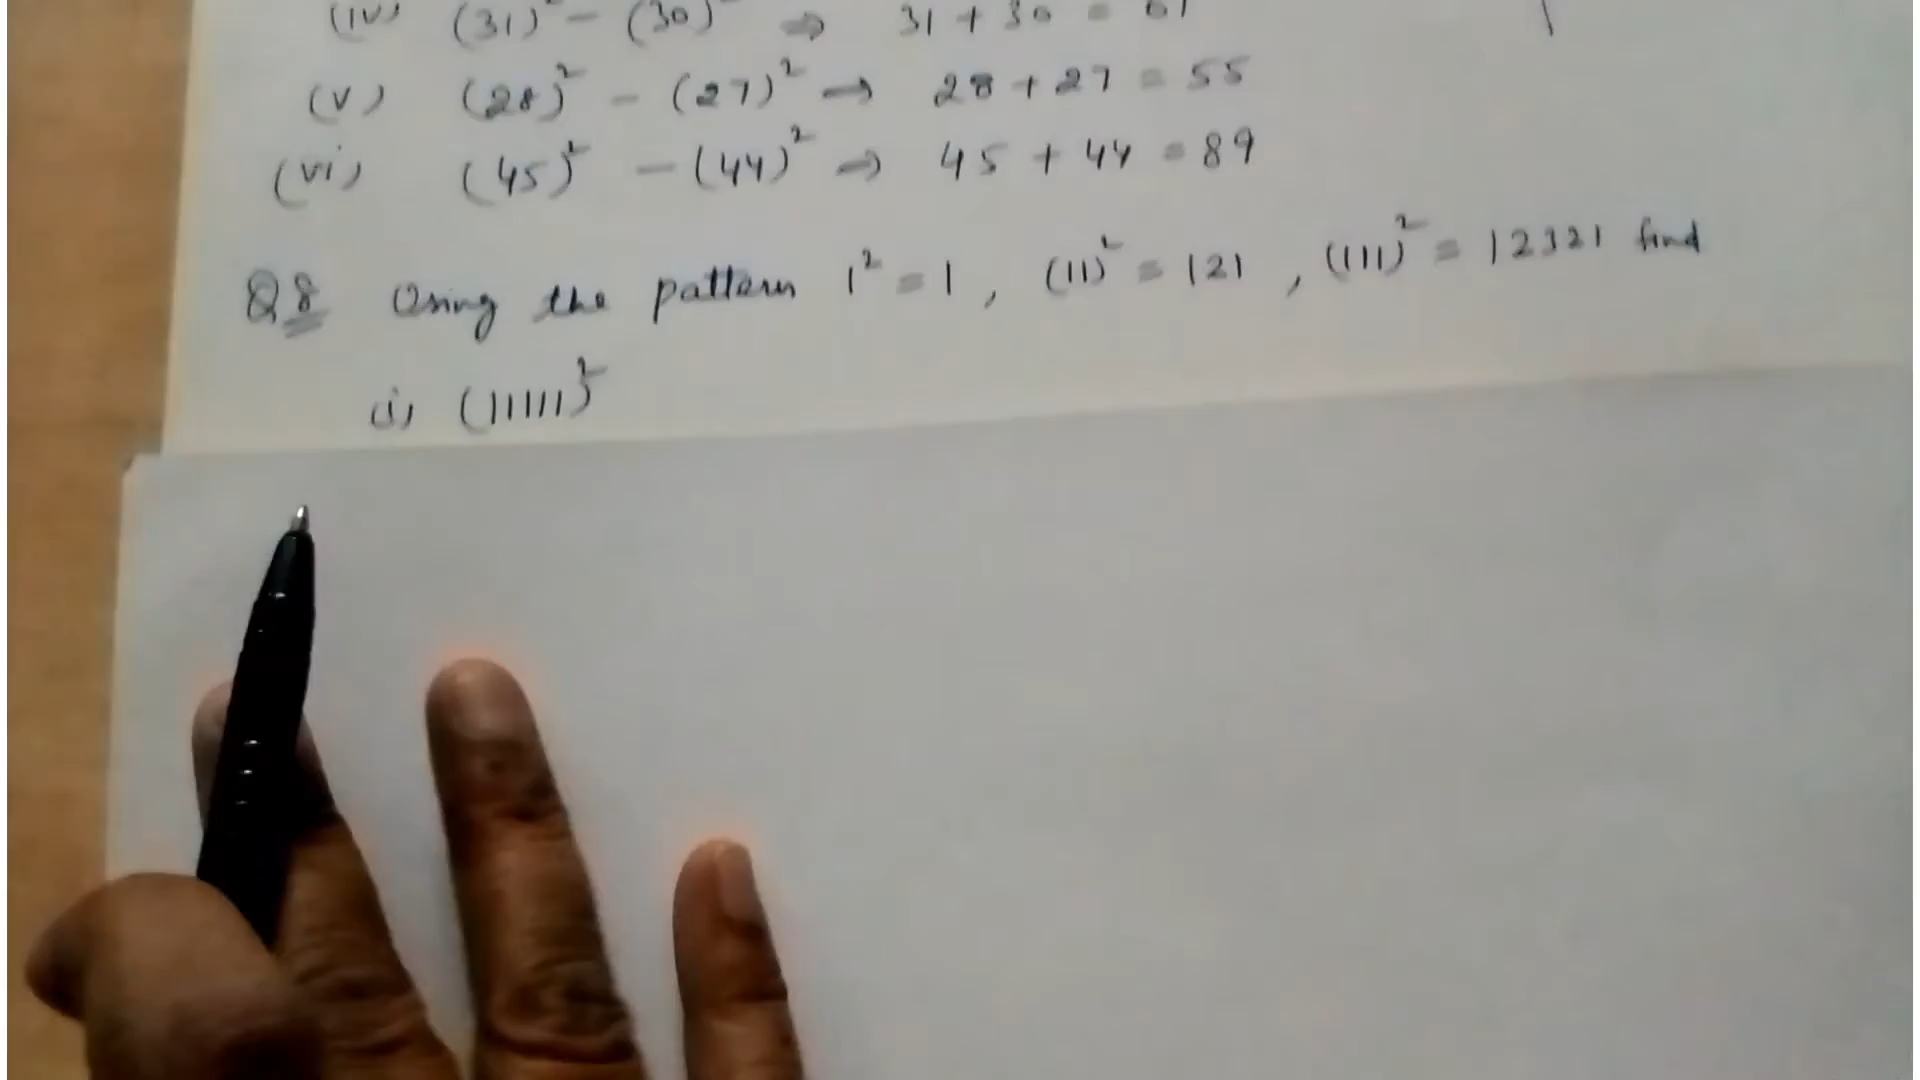 (iv) (31)² - (30)² ⇒ 31 + 30 = 61
(v) (28)² - (27)² → 28 + 27 = 55
(vi) (45)² - (44)² ⇒ 45 + 44 = 89
Q8 Using the pattern 1² = 1, (11)² = 121, (111)² = 12321 find
(i) (11111)²